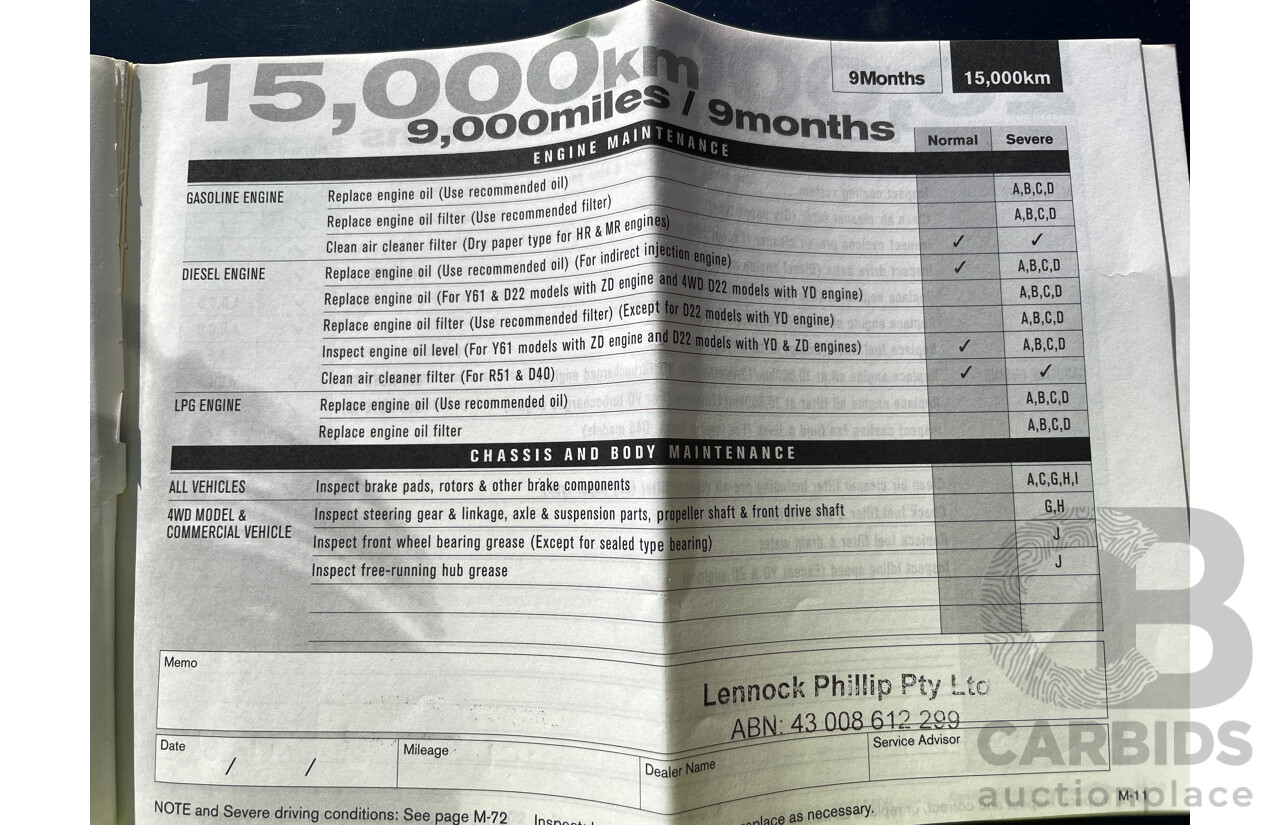 15,000km
9,000miles / 9months
9Months 15,000km
Normal Severe
ENGINE MAINTENANCE
GASOLINE ENGINE Replace engine oil (Use recommended oil) A,B,C,D
Replace engine oil filter (Use recommended filter) A,B,C,D
Clean air cleaner filter (Dry paper type for HR & MR engines) ✓ ✓
DIESEL ENGINE Replace engine oil (Use recommended oil) (For indirect injection engine) ✓ A,B,C,D
Replace engine oil (For Y61 & D22 models with ZD engine and 4WD D22 models with YD engine) A,B,C,D
Replace engine oil filter (Use recommended filter) (Except for D22 models with YD engine) A,B,C,D
Inspect engine oil level (For Y61 models with ZD engine and D22 models with YD & ZD engines) ✓ A,B,C,D
Clean air cleaner filter (For R51 & D40) ✓ ✓
LPG ENGINE Replace engine oil (Use recommended oil) A,B,C,D
Replace engine oil filter A,B,C,D
CHASSIS AND BODY MAINTENANCE
ALL VEHICLES Inspect brake pads, rotors & other brake components A,C,G,H,I
4WD MODEL & Inspect steering gear & linkage, axle & suspension parts, propeller shaft & front drive shaft G,H
COMMERCIAL VEHICLE Inspect front wheel bearing grease (Except for sealed type bearing) J
Inspect free-running hub grease J
Memo
Lennock Phillip Pty Ltd
ABN: 43 008 612 299
Date / / Mileage Dealer Name Service Advisor
NOTE and Severe driving conditions: See page M-72 Inspect: place as necessary.
M-11
CB
CARBIDS
auctionplace